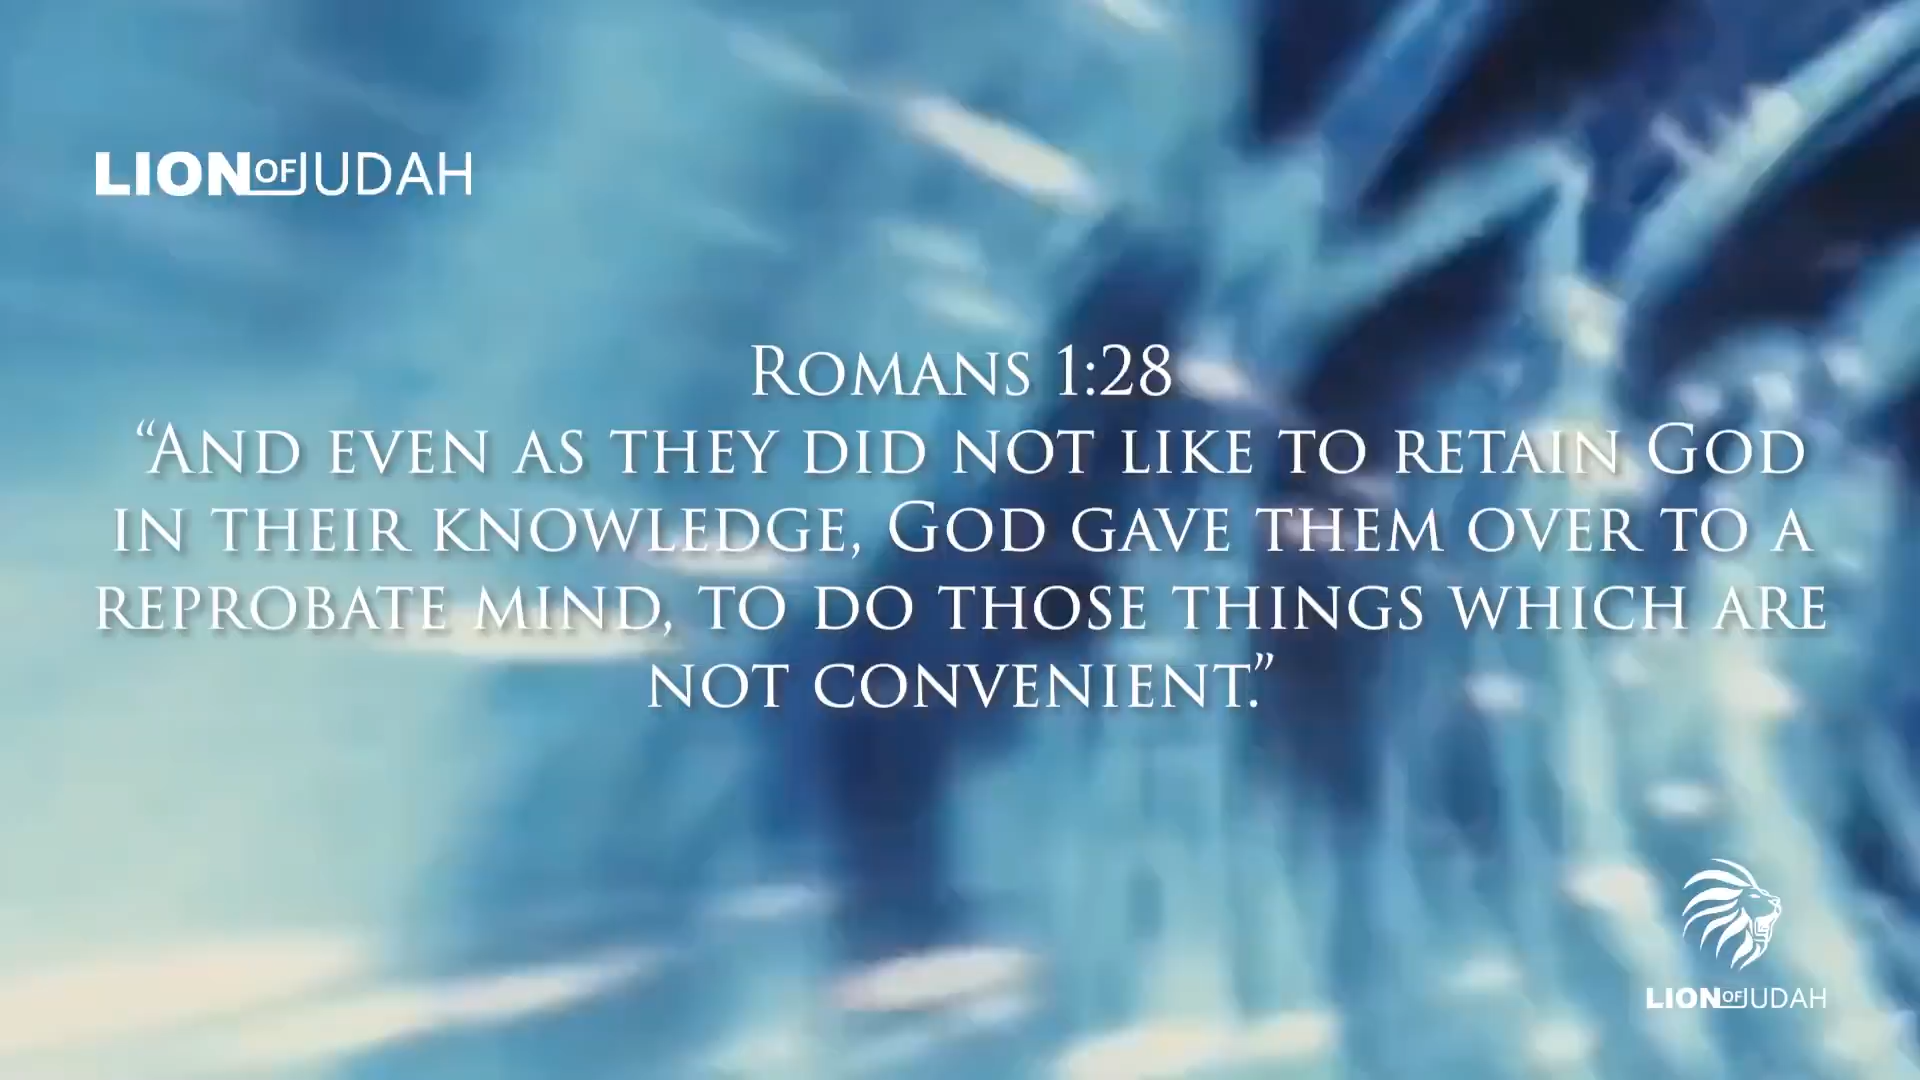 LION OF JUDAH
Romans 1:28
“And even as they did not like to retain God
in their knowledge, God gave them over to a
reprobate mind, to do those things which are
not convenient.”
LION OF JUDAH